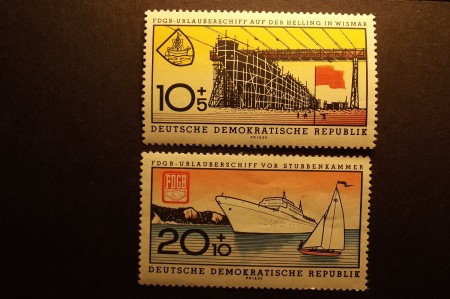 FDGB-URLAUBERSCHIFF AUF DER HELLING IN WISMAR
10+5
DEUTSCHE DEMOKRATISCHE REPUBLIK
FDGB-URLAUBERSCHIFF VOR STUBBENKAMMER
FDGB
20+10
DEUTSCHE DEMOKRATISCHE REPUBLIK